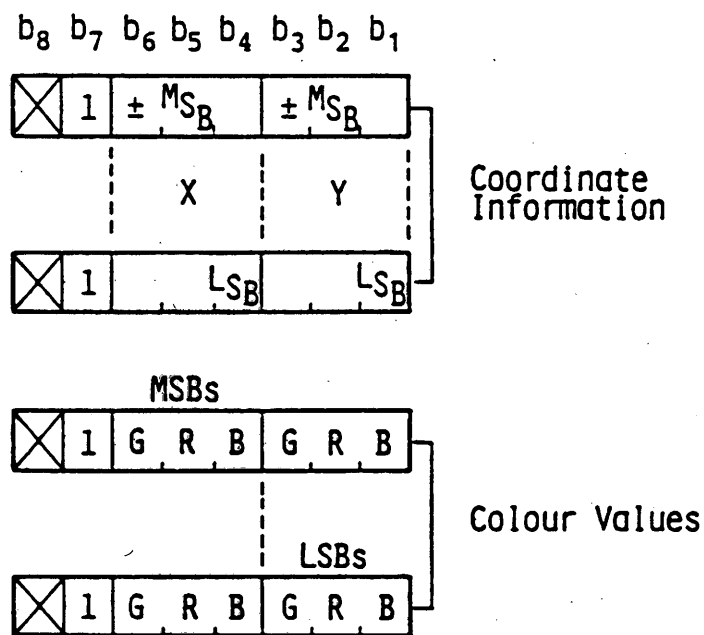 b8 b7 b6 b5 b4 b3 b2 b1
1 ± MSB ± MSB
X Y
Coordinate
Information
1 LSB LSB
MSBs
1 G R B G R B
Colour Values
LSBs
1 G R B G R B